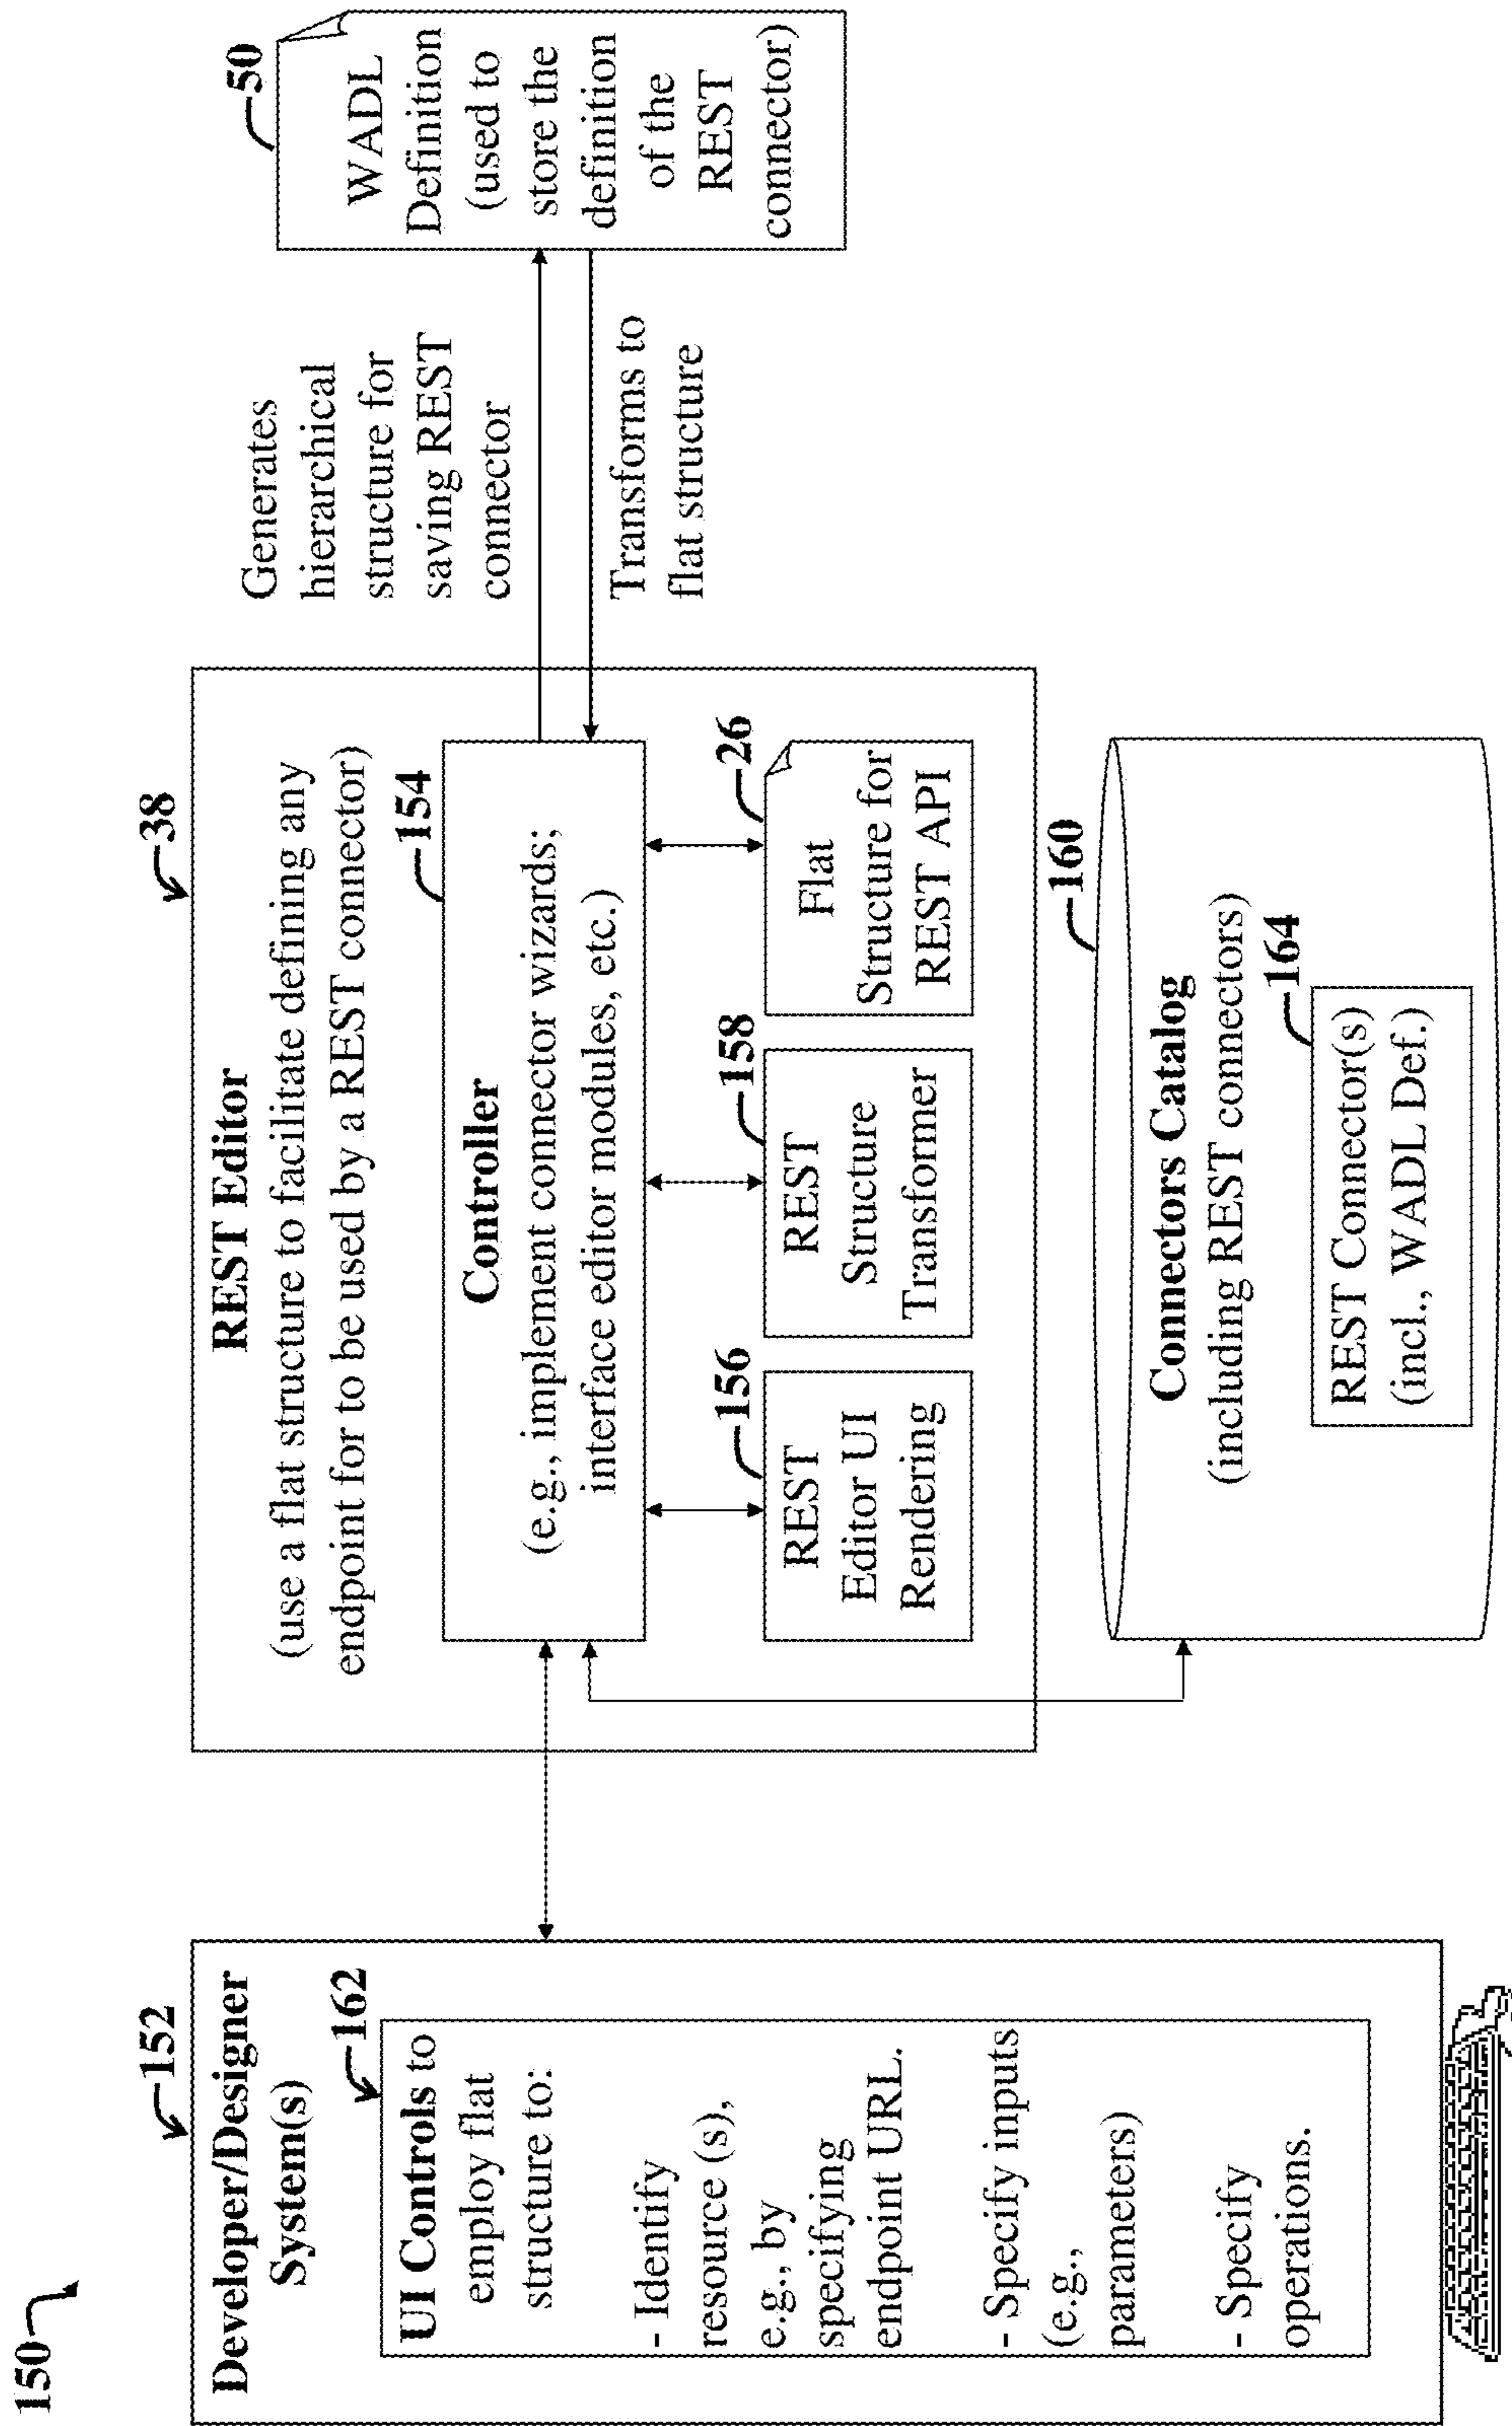 150
152
Developer/Designer
System(s)
162
UI Controls to
employ flat
structure to:
- Identify
resource (s),
e.g., by
specifying
endpoint URL.
- Specify inputs
(e.g.,
parameters)
- Specify
operations.
38
REST Editor
(use a flat structure to facilitate defining any
endpoint for to be used by a REST connector)
154
Controller
(e.g., implement connector wizards;
interface editor modules, etc.)
156
REST
Editor UI
Rendering
158
REST
Structure
Transformer
26
Flat
Structure for
REST API
160
Connectors Catalog
(including REST connectors)
164
REST Connector(s)
(incl., WADL Def.)
Generates
hierarchical
structure for
saving REST
connector
Transforms to
flat structure
50
WADL
Definition
(used to
store the
definition
of the
REST
connector)